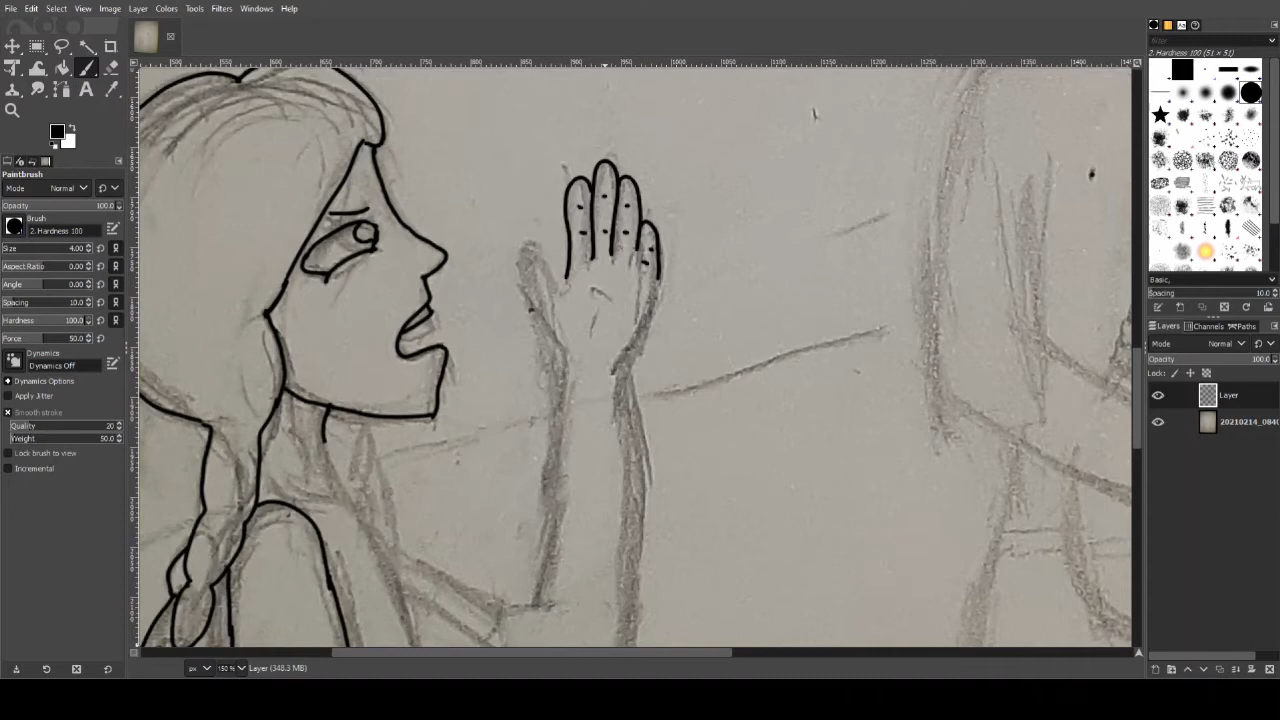 File Edit Select View Image Layer Colors Tools Filters Windows Help
Paintbrush
Mode Normal
Opacity 100.0
Brush
2. Hardness 100
Size 4.00
Aspect Ratio 0.00
Angle 0.00
Spacing 10.0
Hardness 100.0
Force 50.0
Dynamics
Dynamics Off
Dynamics Options
Apply Jitter
Smooth stroke
Quality 20
Weight 50.0
Lock brush to view
Incremental
px 150 % Layer (348.3 MB)
filter
2. Hardness 100 (51 × 51)
Basic,
Spacing 10.0
Layers Channels Paths
Mode Normal
Opacity 100.0
Lock:
Layer
20210214_0840